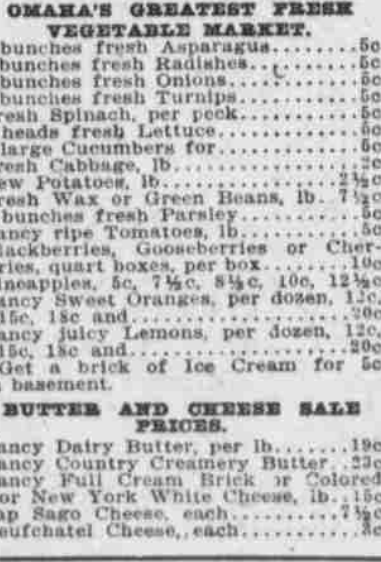 OMAHA'S GREATEST FRESH
VEGETABLE MARKET.
bunches fresh Asparagus........5c
bunches fresh Radishes.........5c
bunches fresh Onions...........5c
bunches fresh Turnips..........5c
resh Spinach, per peck.........5c
heads fresh Lettuce............5c
large Cucumbers for............5c
resh Cabbage, lb...............2c
ew Potatoes, lb..............2½c
resh Wax or Green Beans, lb. 7½c
bunches fresh Parsley..........5c
ancy ripe Tomatoes, lb.........5c
lackberries, Gooseberries or Cher-
ries, quart boxes, per box.......10c
ineapples, 5c, 7½c, 8⅓c, 10c, 12½c
ancy Sweet Oranges, per dozen, 12c,
15c, 18c and....................20c
ancy juicy Lemons, per dozen, 12c,
15c, 18c and....................20c
Get a brick of Ice Cream for 5c
basement.
BUTTER AND CHEESE SALE
PRICES.
ancy Dairy Butter, per lb.......19c
ancy Country Creamery Butter..23c
ancy Full Cream Brick or Colored
or New York White Cheese, lb..15c
ap Sago Cheese, each..........7½c
eufchatel Cheese, each..........3c